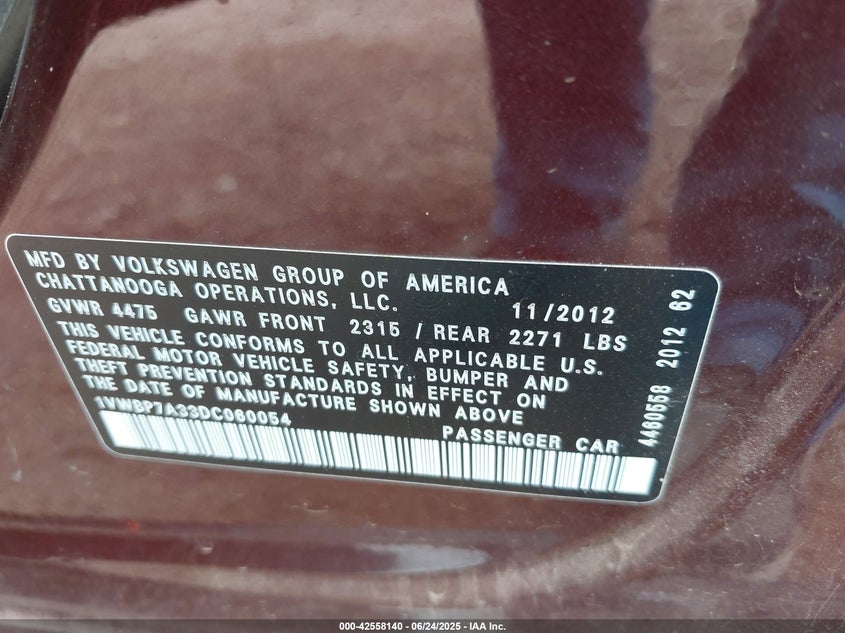 MFD BY VOLKSWAGEN GROUP OF AMERICA
CHATTANOOGA OPERATIONS, LLC.
11/2012
GVWR 4475 GAWR FRONT 2315 / REAR 2271 LBS
THIS VEHICLE CONFORMS TO ALL APPLICABLE U.S.
FEDERAL MOTOR VEHICLE SAFETY, BUMPER AND
THEFT PREVENTION STANDARDS IN EFFECT ON
THE DATE OF MANUFACTURE SHOWN ABOVE
1VWBP7A33DC060054
PASSENGER CAR
4460558 2012 62
000-42558140 - 06/24/2025 - IAA Inc.